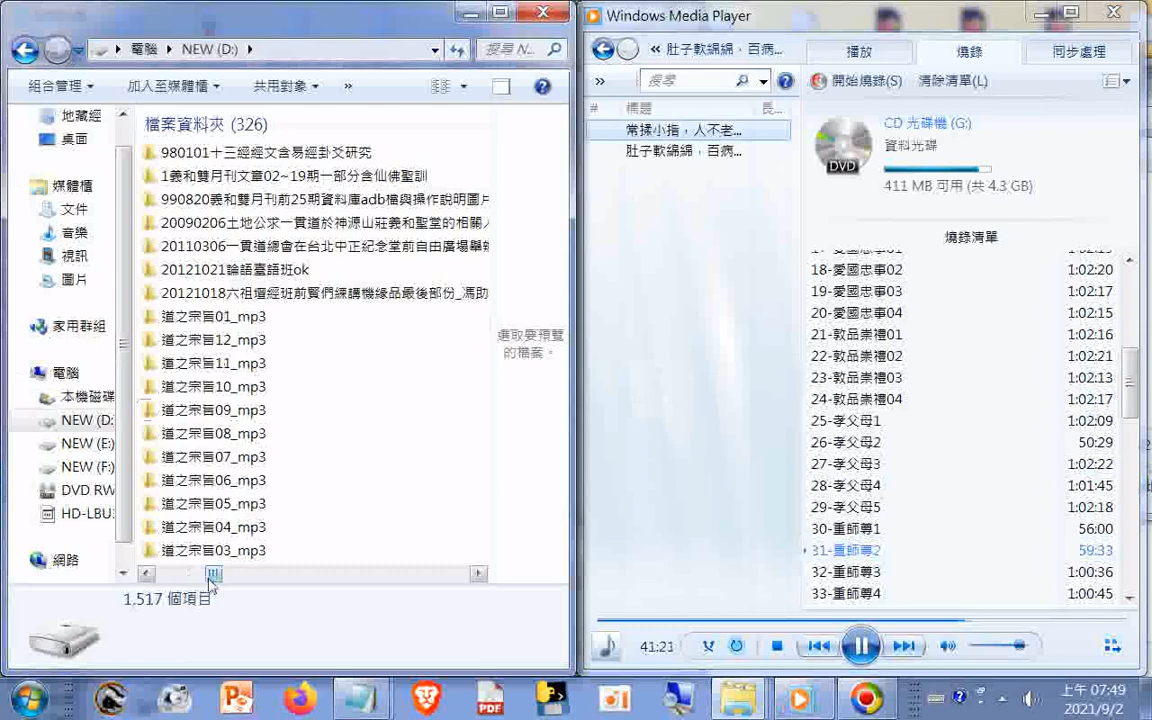 電腦 ▸ NEW (D:) ▸
搜尋 N...
組合管理
加入至媒體櫃
共用對象
»
地藏經
桌面
媒體櫃
文件
音樂
視訊
圖片
家用群組
電腦
本機磁碟
NEW (D:
NEW (E:)
NEW (F:)
DVD RW
HD-LBU
網路
檔案資料夾 (326)
980101十三經經文含易經卦爻研究
1義和雙月刊文章02~19期一部分含仙佛聖訓
990820義和雙月刊前25期資料庫adb檔與操作說明圖片
20090206土地公求一貫道於神源山莊義和聖堂的相關人
20110306一貫道總會在台北中正紀念堂前自由廣場舉辦
20121021論語臺語班ok
20121018六祖壇經班前賢們課講機緣品最後部份_馮助
道之宗旨01_mp3
道之宗旨12_mp3
道之宗旨11_mp3
道之宗旨10_mp3
道之宗旨09_mp3
道之宗旨08_mp3
道之宗旨07_mp3
道之宗旨06_mp3
道之宗旨05_mp3
道之宗旨04_mp3
道之宗旨03_mp3
選取要預覽
的檔案。
1,517 個項目
Windows Media Player
« 肚子軟綿綿，百病...
播放
燒錄
同步處理
»
搜尋
開始燒錄(S)
清除清單(L)
#
標題
長...
常揉小指，人不老...
肚子軟綿綿，百病...
CD 光碟機 (G:)
資料光碟
DVD
411 MB 可用 (共 4.3 GB)
燒錄清單
18-愛國忠事02 1:02:20
19-愛國忠事03 1:02:17
20-愛國忠事04 1:02:15
21-敦品崇禮01 1:02:16
22-敦品崇禮02 1:02:21
23-敦品崇禮03 1:02:13
24-敦品崇禮04 1:02:17
25-孝父母1 1:02:09
26-孝父母2 50:29
27-孝父母3 1:02:22
28-孝父母4 1:01:45
29-孝父母5 1:02:18
30-重師尊1 56:00
31-重師尊2 59:33
32-重師尊3 1:00:36
33-重師尊4 1:00:45
41:21
PDF
上午 07:49
2021/9/2